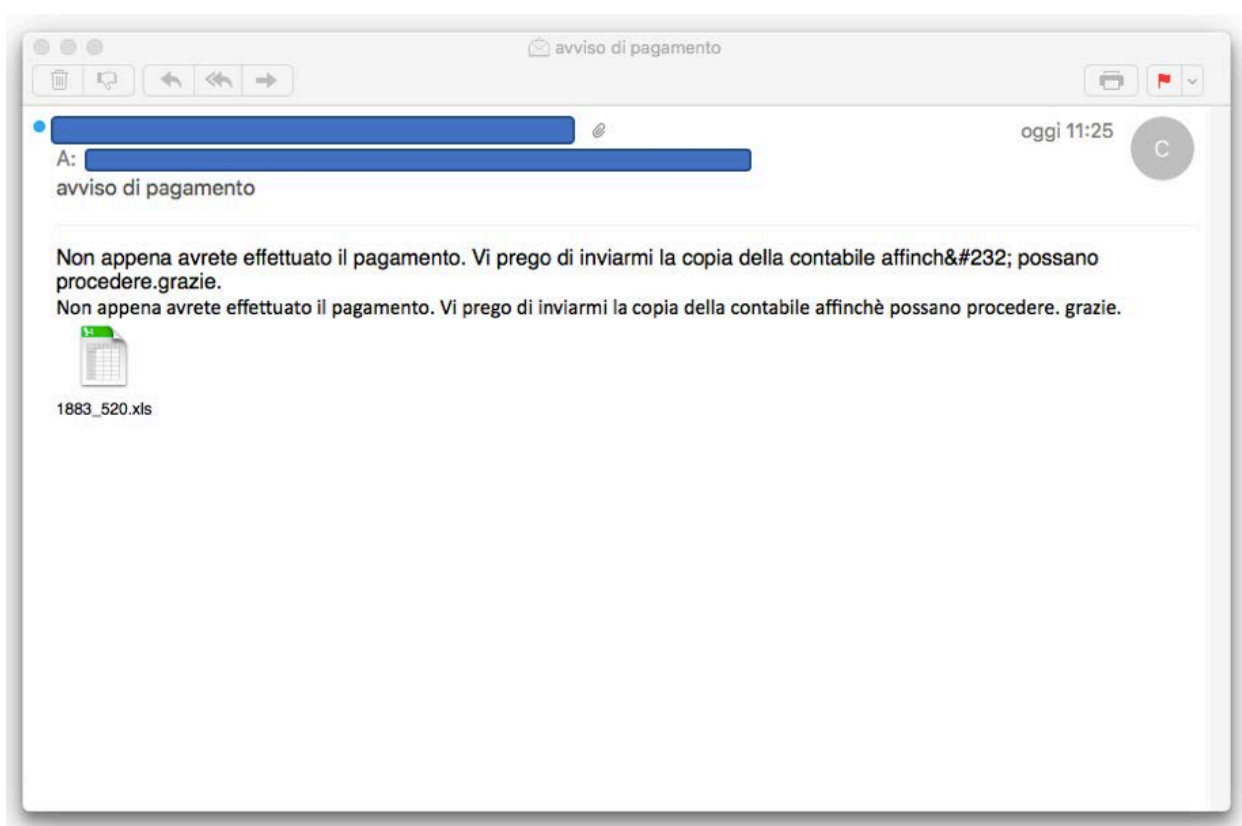 avviso di pagamento
oggi 11:25
C
A:
avviso di pagamento
Non appena avrete effettuato il pagamento. Vi prego di inviarmi la copia della contabile affinch&#232; possano
procedere.grazie.
Non appena avrete effettuato il pagamento. Vi prego di inviarmi la copia della contabile affinchè possano procedere. grazie.
1883_520.xls